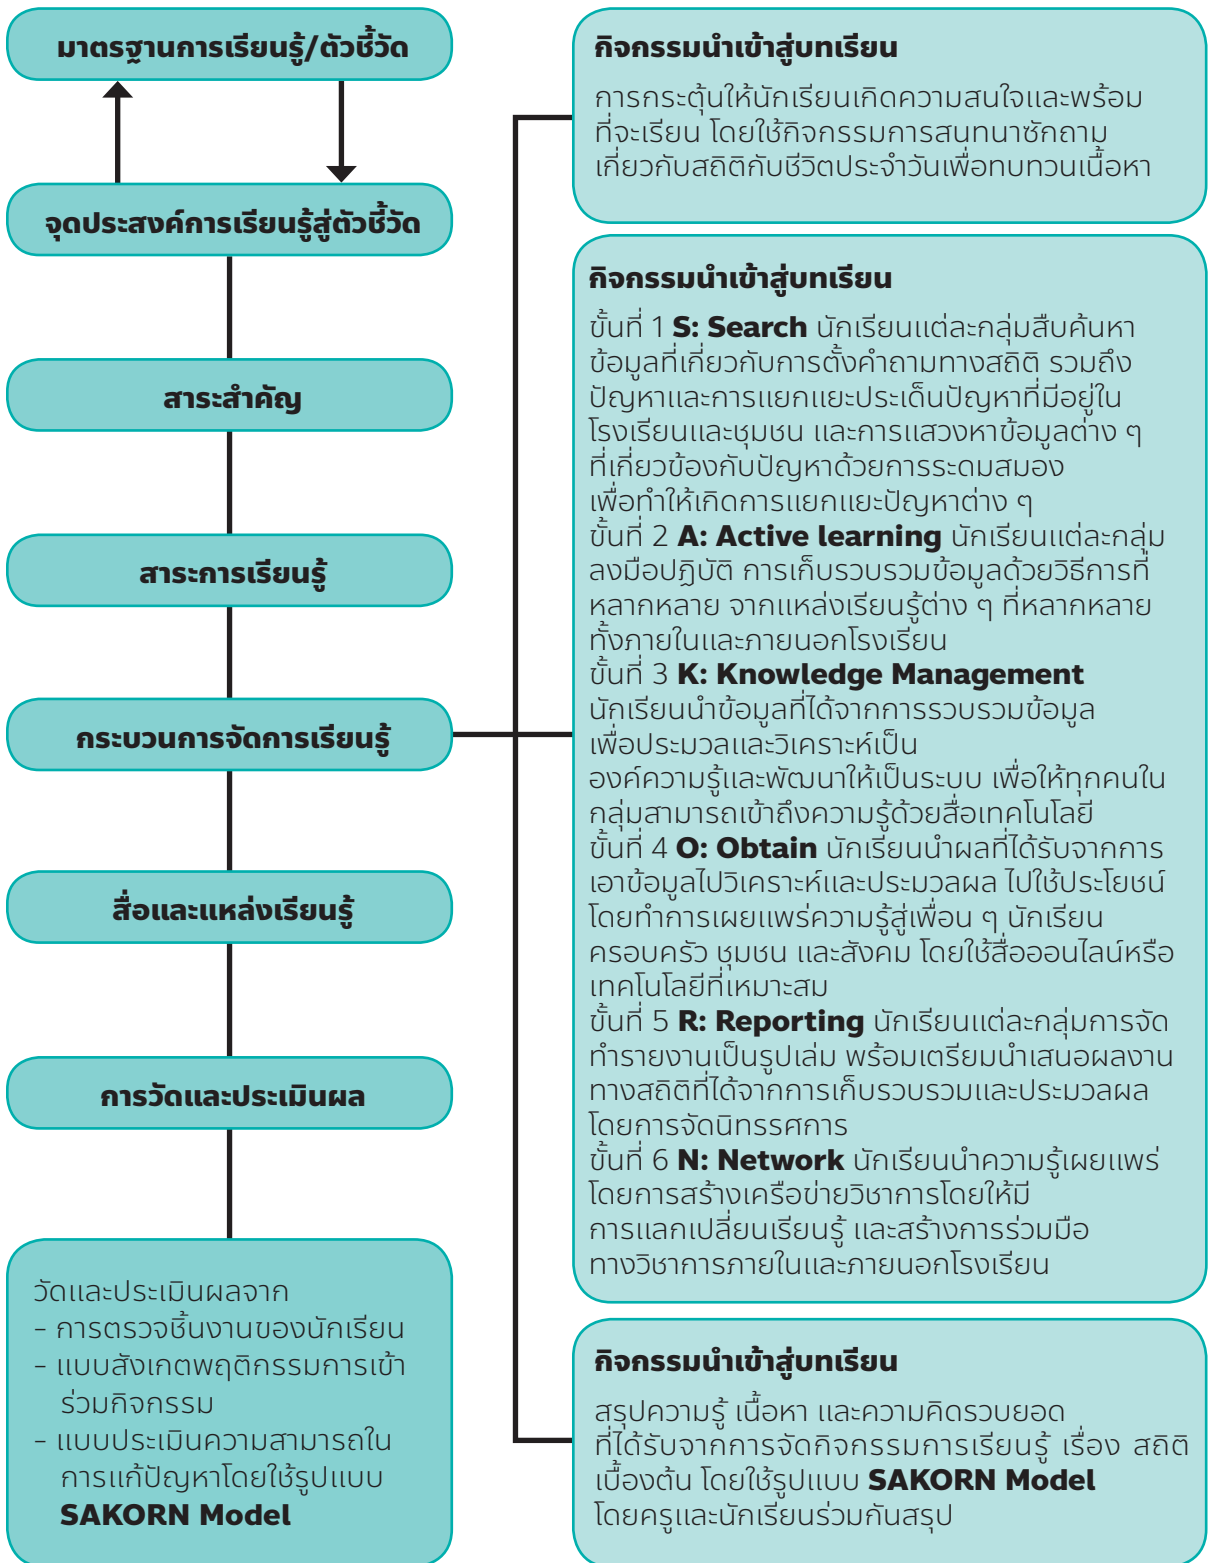 มาตรฐานการเรียนรู้/ตัวชี้วัด
จุดประสงค์การเรียนรู้สู่ตัวชี้วัด
สาระสำคัญ
สาระการเรียนรู้
กระบวนการจัดการเรียนรู้
สื่อและแหล่งเรียนรู้
การวัดและประเมินผล
วัดและประเมินผลจาก
- การตรวจชิ้นงานของนักเรียน
- แบบสังเกตพฤติกรรมการเข้า
ร่วมกิจกรรม
- แบบประเมินความสามารถใน
การแก้ปัญหาโดยใช้รูปแบบ
SAKORN Model
กิจกรรมนำเข้าสู่บทเรียน
การกระตุ้นให้นักเรียนเกิดความสนใจและพร้อม
ที่จะเรียน โดยใช้กิจกรรมการสนทนาซักถาม
เกี่ยวกับสถิติกับชีวิตประจำวันเพื่อทบทวนเนื้อหา
กิจกรรมนำเข้าสู่บทเรียน
ขั้นที่ 1 S: Search นักเรียนแต่ละกลุ่มสืบค้นหา
ข้อมูลที่เกี่ยวกับการตั้งคำถามทางสถิติ รวมถึง
ปัญหาและการแยกแยะประเด็นปัญหาที่มีอยู่ใน
โรงเรียนและชุมชน และการแสวงหาข้อมูลต่าง ๆ
ที่เกี่ยวข้องกับปัญหาด้วยการระดมสมอง
เพื่อทำให้เกิดการแยกแยะปัญหาต่าง ๆ
ขั้นที่ 2 A: Active learning นักเรียนแต่ละกลุ่ม
ลงมือปฏิบัติ การเก็บรวบรวมข้อมูลด้วยวิธีการที่
หลากหลาย จากแหล่งเรียนรู้ต่าง ๆ ที่หลากหลาย
ทั้งภายในและภายนอกโรงเรียน
ขั้นที่ 3 K: Knowledge Management
นักเรียนนำข้อมูลที่ได้จากการรวบรวมข้อมูล
เพื่อประมวลและวิเคราะห์เป็น
องค์ความรู้และพัฒนาให้เป็นระบบ เพื่อให้ทุกคนใน
กลุ่มสามารถเข้าถึงความรู้ด้วยสื่อเทคโนโลยี
ขั้นที่ 4 O: Obtain นักเรียนนำผลที่ได้รับจากการ
เอาข้อมูลไปวิเคราะห์และประมวลผล ไปใช้ประโยชน์
โดยทำการเผยแพร่ความรู้สู่เพื่อน ๆ นักเรียน
ครอบครัว ชุมชน และสังคม โดยใช้สื่อออนไลน์หรือ
เทคโนโลยีที่เหมาะสม
ขั้นที่ 5 R: Reporting นักเรียนแต่ละกลุ่มการจัด
ทำรายงานเป็นรูปเล่ม พร้อมเตรียมนำเสนอผลงาน
ทางสถิติที่ได้จากการเก็บรวบรวมและประมวลผล
โดยการจัดนิทรรศการ
ขั้นที่ 6 N: Network นักเรียนนำความรู้เผยแพร่
โดยการสร้างเครือข่ายวิชาการโดยให้มี
การแลกเปลี่ยนเรียนรู้ และสร้างการร่วมมือ
ทางวิชาการภายในและภายนอกโรงเรียน
กิจกรรมนำเข้าสู่บทเรียน
สรุปความรู้ เนื้อหา และความคิดรวบยอด
ที่ได้รับจากการจัดกิจกรรมการเรียนรู้ เรื่อง สถิติ
เบื้องต้น โดยใช้รูปแบบ SAKORN Model
โดยครูและนักเรียนร่วมกันสรุป